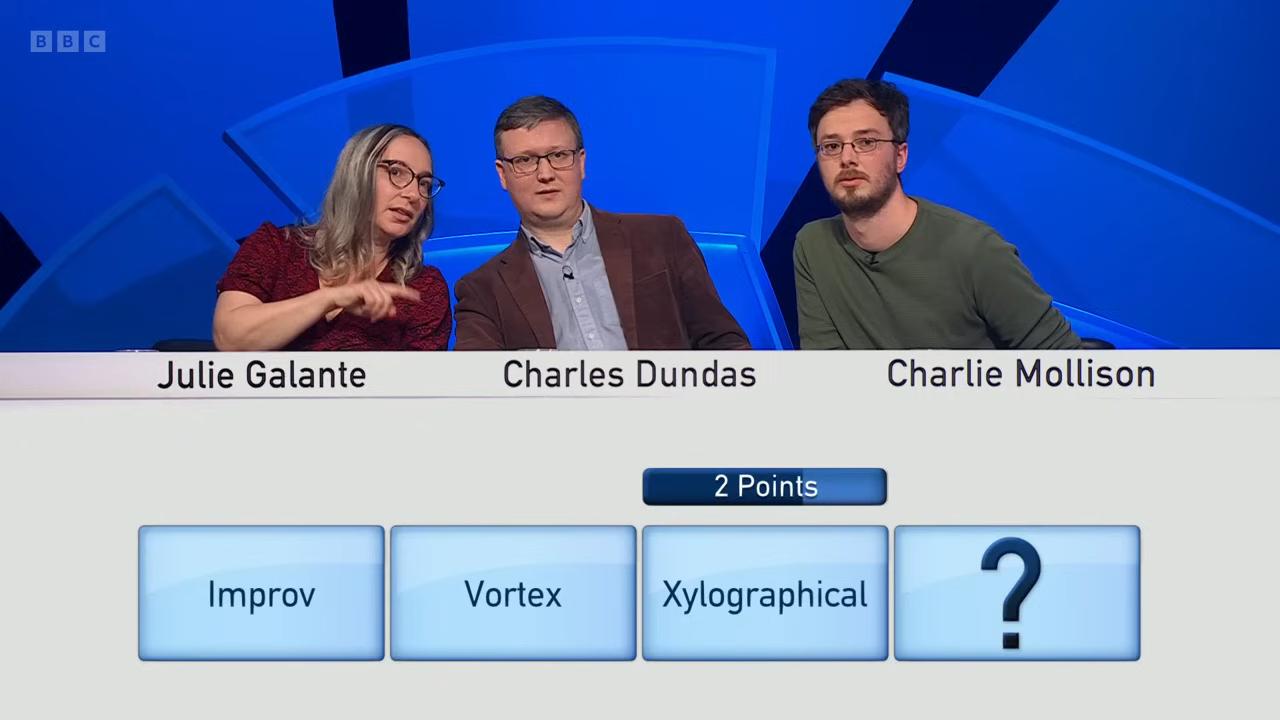 BBC
Julie Galante Charles Dundas Charlie Mollison
2 Points
Improv Vortex Xylographical ?